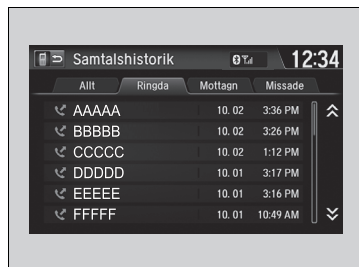 Samtalshistorik 12:34
Allt Ringda Mottagn Missade
AAAAA 10. 02 3:36 PM
BBBBB 10. 02 3:26 PM
CCCCC 10. 02 1:12 PM
DDDDD 10. 01 3:17 PM
EEEEE 10. 01 3:16 PM
FFFFF 10. 01 10:49 AM